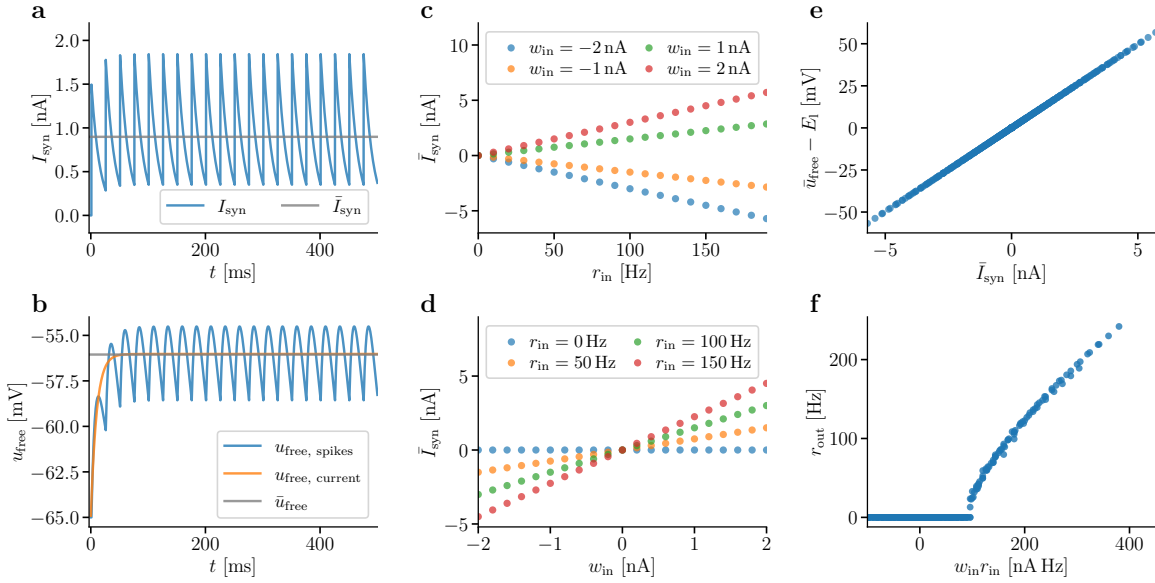 a
2.0
1.5
1.0
0.5
0.0
I_syn [nA]
I_syn
Ī_syn
0
200
400
t [ms]
b
−55.0
−57.5
−60.0
−62.5
−65.0
u_free [mV]
u_free, spikes
u_free, current
ū_free
0
200
400
t [ms]
c
10
5
0
−5
Ī_syn [nA]
w_in = −2 nA
w_in = −1 nA
w_in = 1 nA
w_in = 2 nA
0
50
100
150
r_in [Hz]
d
5
0
−5
Ī_syn [nA]
r_in = 0 Hz
r_in = 50 Hz
r_in = 100 Hz
r_in = 150 Hz
−2
−1
0
1
2
w_in [nA]
e
50
25
0
−25
−50
ū_free − E_l [mV]
−5
0
5
Ī_syn [nA]
f
200
100
0
r_out [Hz]
0
200
400
w_in r_in [nA Hz]